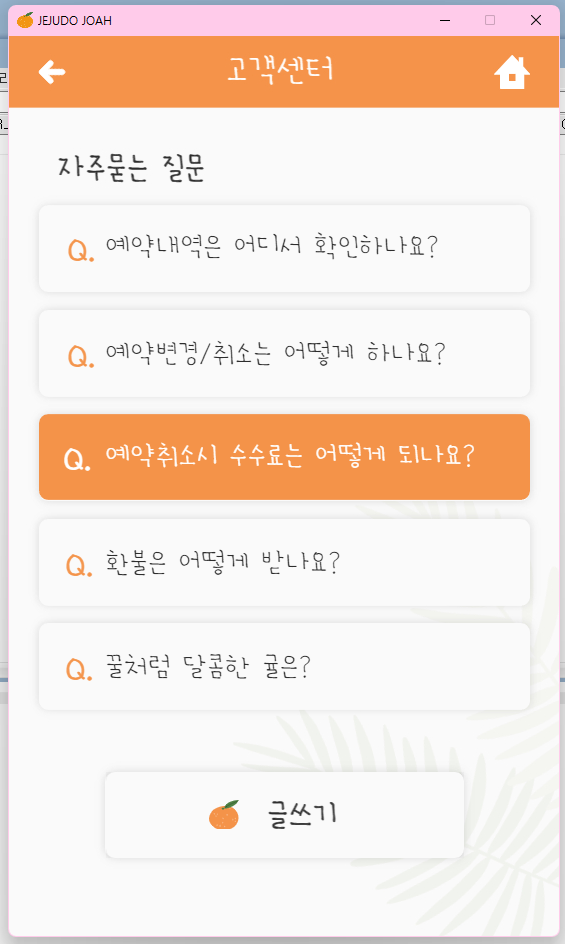 JEJUDO JOAH
고객센터
자주묻는 질문
Q. 예약내역은 어디서 확인하나요?
Q. 예약변경/취소는 어떻게 하나요?
Q. 예약취소시 수수료는 어떻게 되나요?
Q. 환불은 어떻게 받나요?
Q. 꿀처럼 달콤한 귤은?
글쓰기